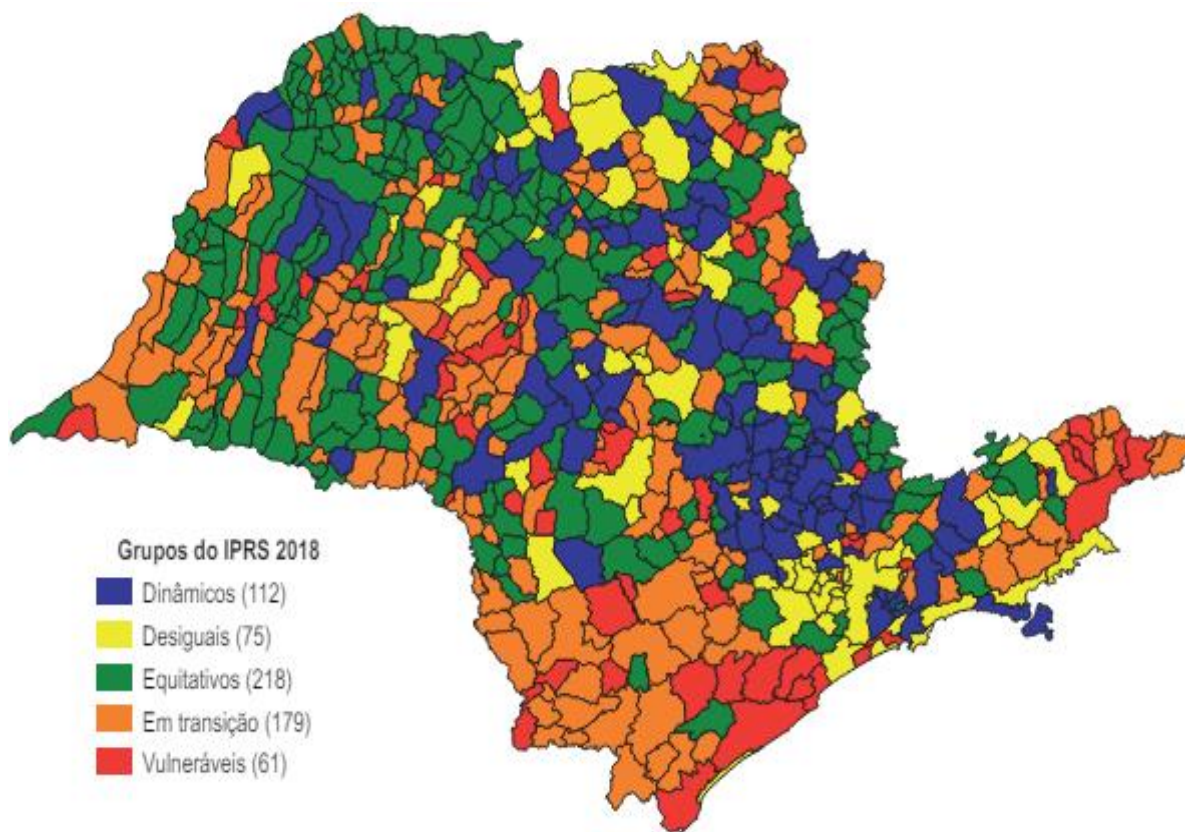 Grupos do IPRS 2018
Dinâmicos (112)
Desiguais (75)
Equitativos (218)
Em transição (179)
Vulneráveis (61)